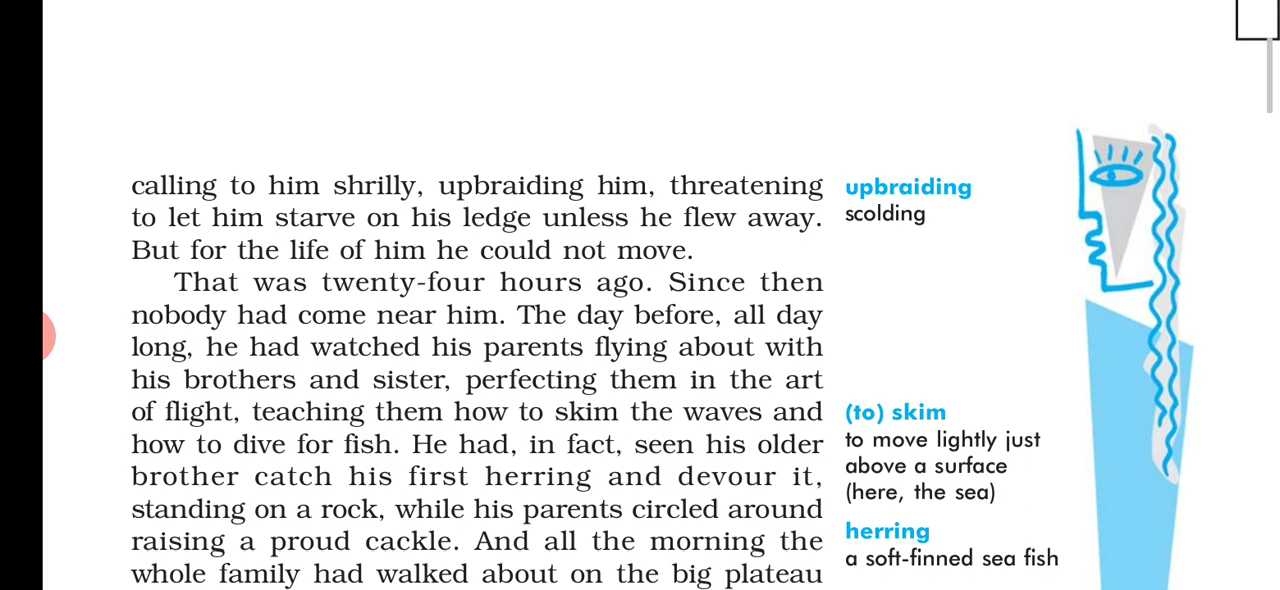 calling to him shrilly, upbraiding him, threatening
to let him starve on his ledge unless he flew away.
But for the life of him he could not move.
That was twenty-four hours ago. Since then
nobody had come near him. The day before, all day
long, he had watched his parents flying about with
his brothers and sister, perfecting them in the art
of flight, teaching them how to skim the waves and
how to dive for fish. He had, in fact, seen his older
brother catch his first herring and devour it,
standing on a rock, while his parents circled around
raising a proud cackle. And all the morning the
whole family had walked about on the big plateau
upbraiding
scolding
(to) skim
to move lightly just
above a surface
(here, the sea)
herring
a soft-finned sea fish